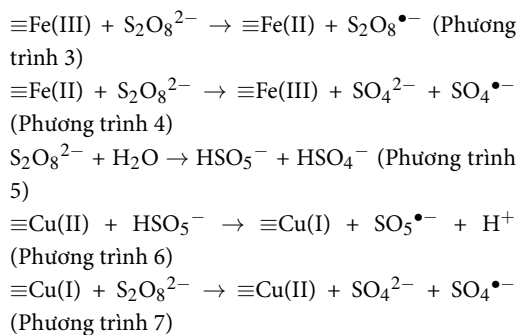 ≡Fe(III) + S₂O₈²⁻ → ≡Fe(II) + S₂O₈•⁻ (Phương
trình 3)
≡Fe(II) + S₂O₈²⁻ → ≡Fe(III) + SO₄²⁻ + SO₄•⁻
(Phương trình 4)
S₂O₈²⁻ + H₂O → HSO₅⁻ + HSO₄⁻ (Phương trình
5)
≡Cu(II) + HSO₅⁻ → ≡Cu(I) + SO₅•⁻ + H⁺
(Phương trình 6)
≡Cu(I) + S₂O₈²⁻ → ≡Cu(II) + SO₄²⁻ + SO₄•⁻
(Phương trình 7)